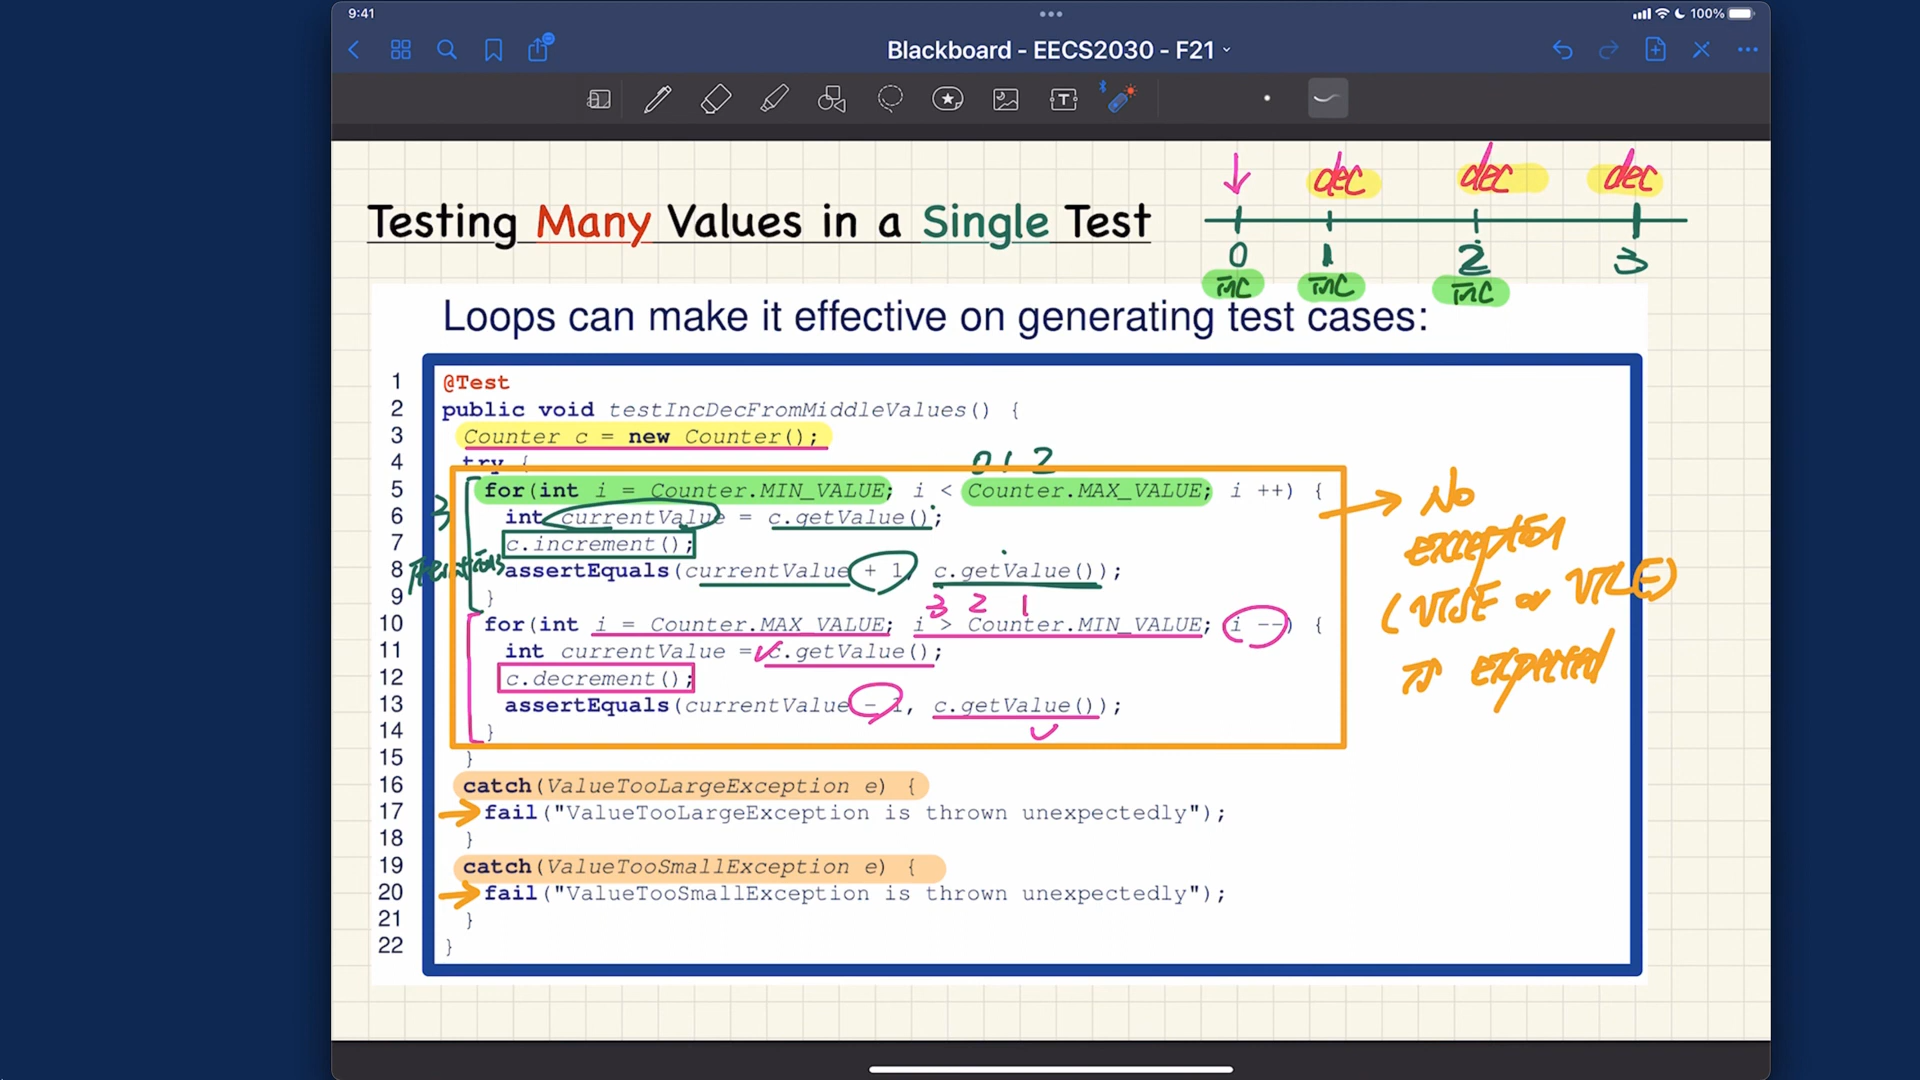 9:41
100%
Blackboard - EECS2030 - F21
dec dec dec
Testing Many Values in a Single Test
0 1 2 3
inc inc inc
Loops can make it effective on generating test cases:
1 @Test
2 public void testIncDecFromMiddleValues() {
3 Counter c = new Counter();
4 try {
0 1 2
5 for(int i = Counter.MIN_VALUE; i < Counter.MAX_VALUE; i ++) {
6 int currentValue = c.getValue();
7 c.increment();
8 assertEquals(currentValue + 1, c.getValue());
9 }
3
iterations
3 2 1
10 for(int i = Counter.MAX_VALUE; i > Counter.MIN_VALUE; i --) {
11 int currentValue = c.getValue();
12 c.decrement();
13 assertEquals(currentValue - 1, c.getValue());
14 }
15 }
16 catch(ValueTooLargeException e) {
17 fail("ValueTooLargeException is thrown unexpectedly");
18 }
19 catch(ValueTooSmallException e) {
20 fail("ValueTooSmallException is thrown unexpectedly");
21 }
22 }
No
exception
(VTSE or VTLE)
is expected